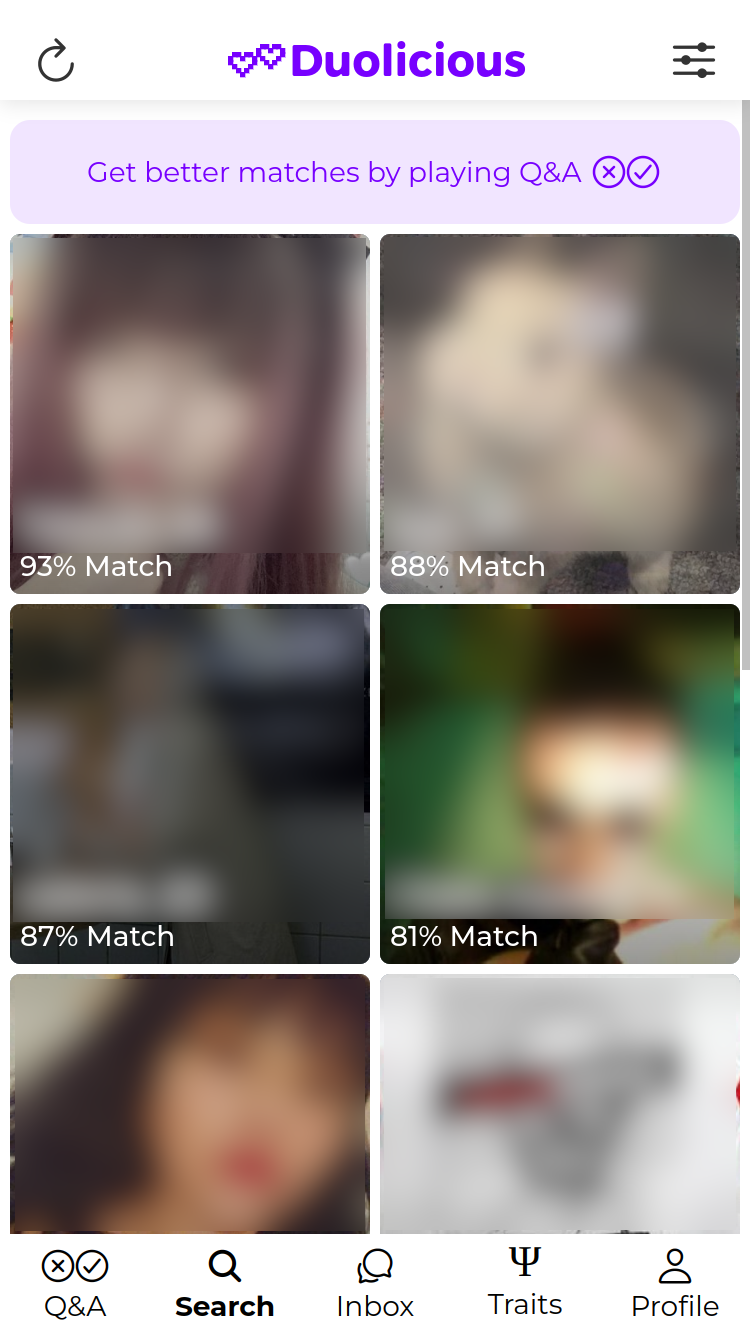 Duolicious
Get better matches by playing Q&A
93% Match
88% Match
87% Match
81% Match
Q&A
Search
Inbox
Ψ
Traits
Profile